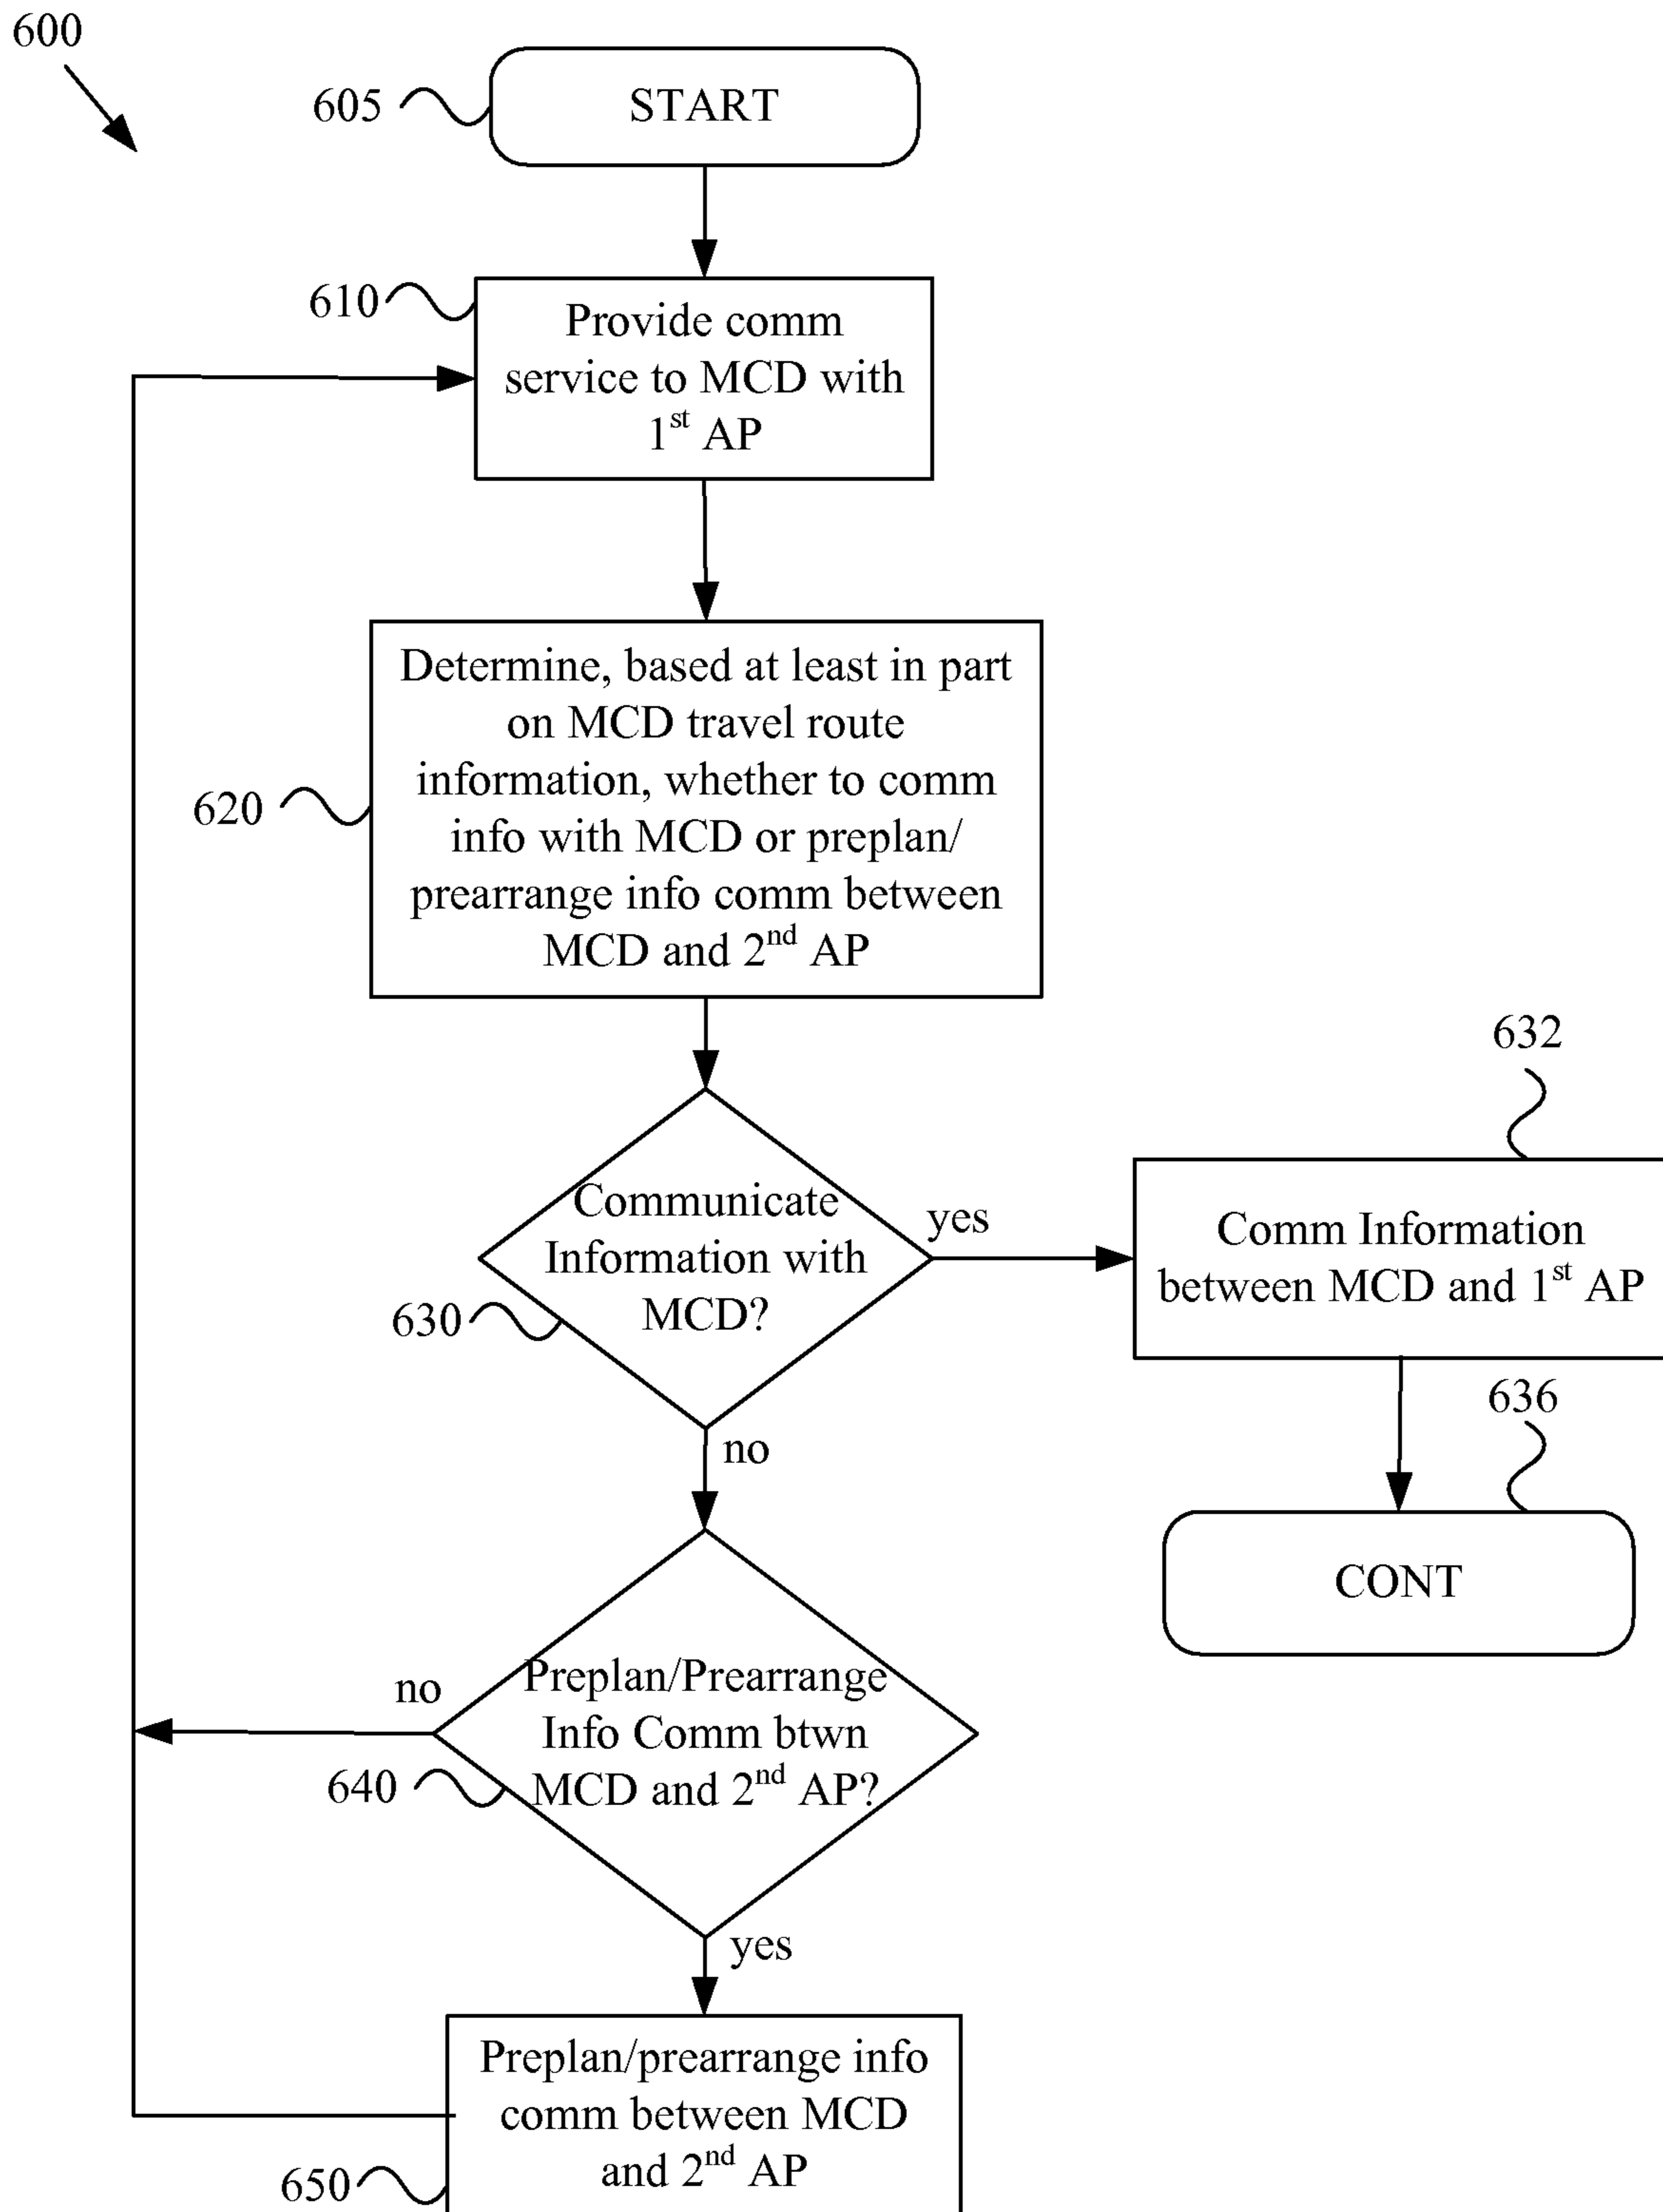 600
605
START
610
Provide comm
service to MCD with
1st AP
620
Determine, based at least in part
on MCD travel route
information, whether to comm
info with MCD or preplan/
prearrange info comm between
MCD and 2nd AP
630
Communicate
Information with
MCD?
yes
no
632
Comm Information
between MCD and 1st AP
636
CONT
640
Preplan/Prearrange
Info Comm btwn
MCD and 2nd AP?
no
yes
650
Preplan/prearrange info
comm between MCD
and 2nd AP